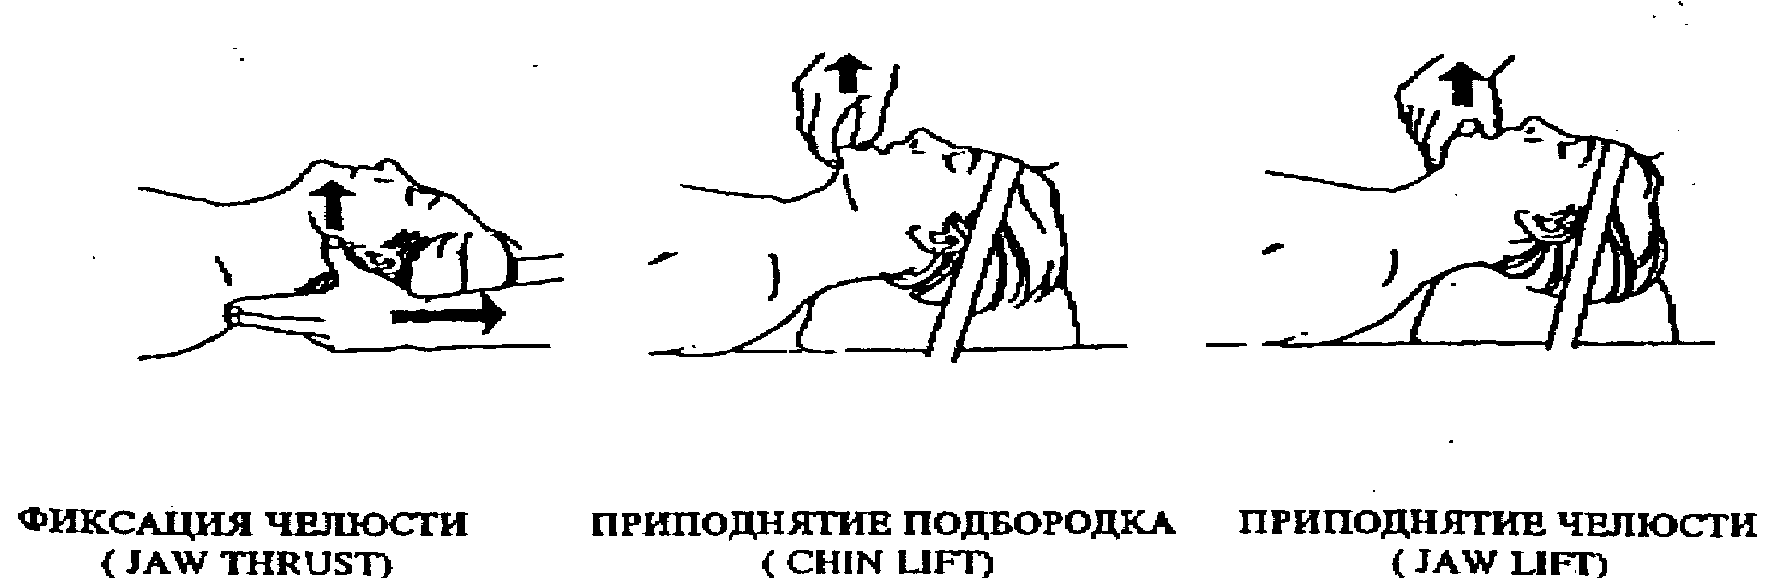 ФИКСАЦИЯ ЧЕЛЮСТИ
( JAW THRUST)
ПРИПОДНЯТИЕ ПОДБОРОДКА
( CHIN LIFT)
ПРИПОДНЯТИЕ ЧЕЛЮСТИ
( JAW LIFT)